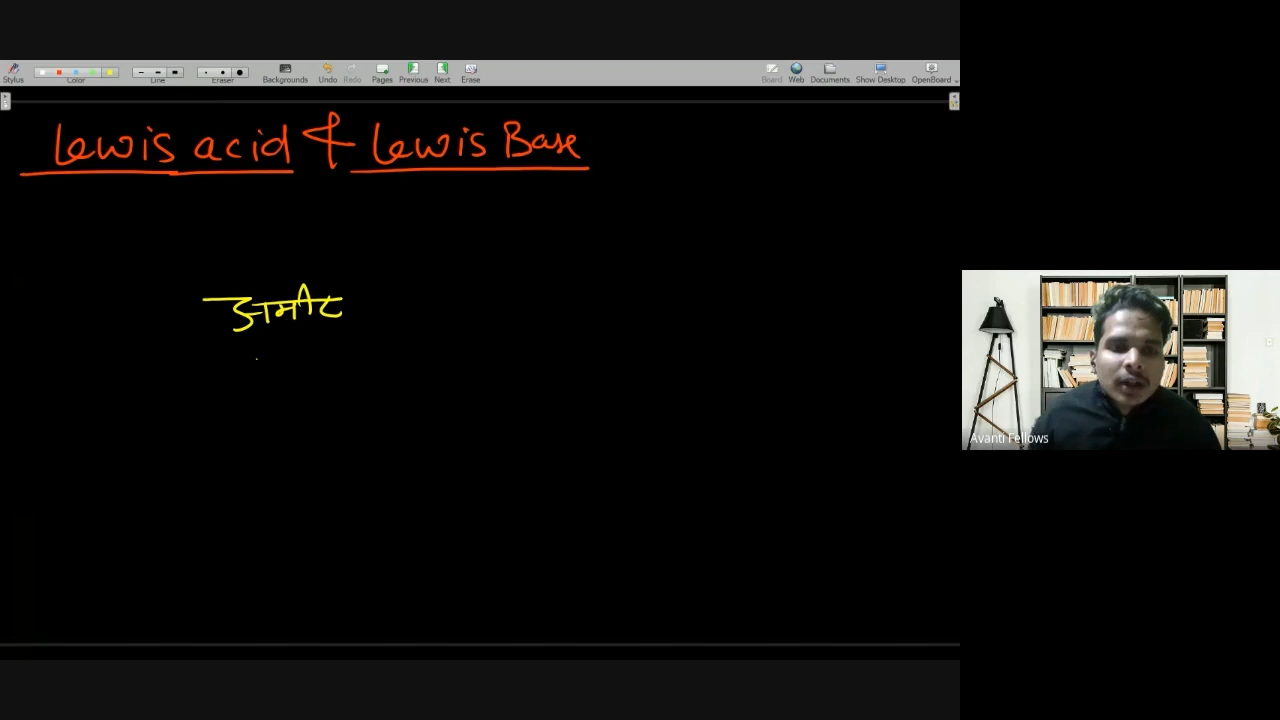 Stylus
Color
Line
Eraser
Backgrounds
Undo
Redo
Pages
Previous
Next
Erase
Board
Web
Documents
Show Desktop
OpenBoard
Lewis acid & Lewis Base
Avanti Fellows